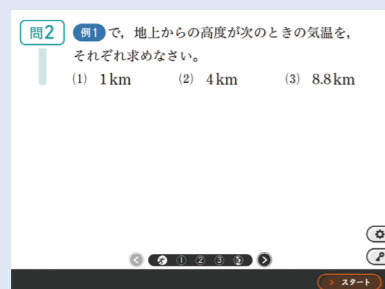 問2 例1で，地上からの高度が次のときの気温を，
それぞれ求めなさい。
(1) 1km (2) 4km (3) 8.8km
① ② ③
スタート